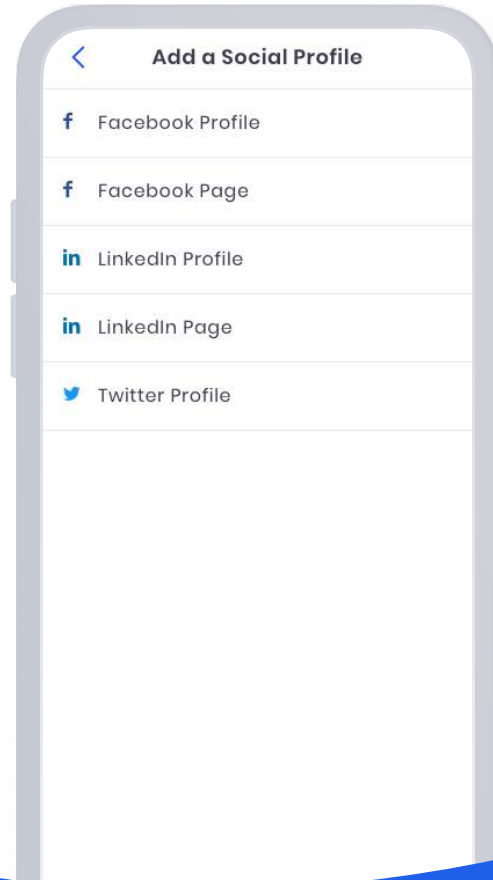 Add a Social Profile
Facebook Profile
Facebook Page
LinkedIn Profile
LinkedIn Page
Twitter Profile